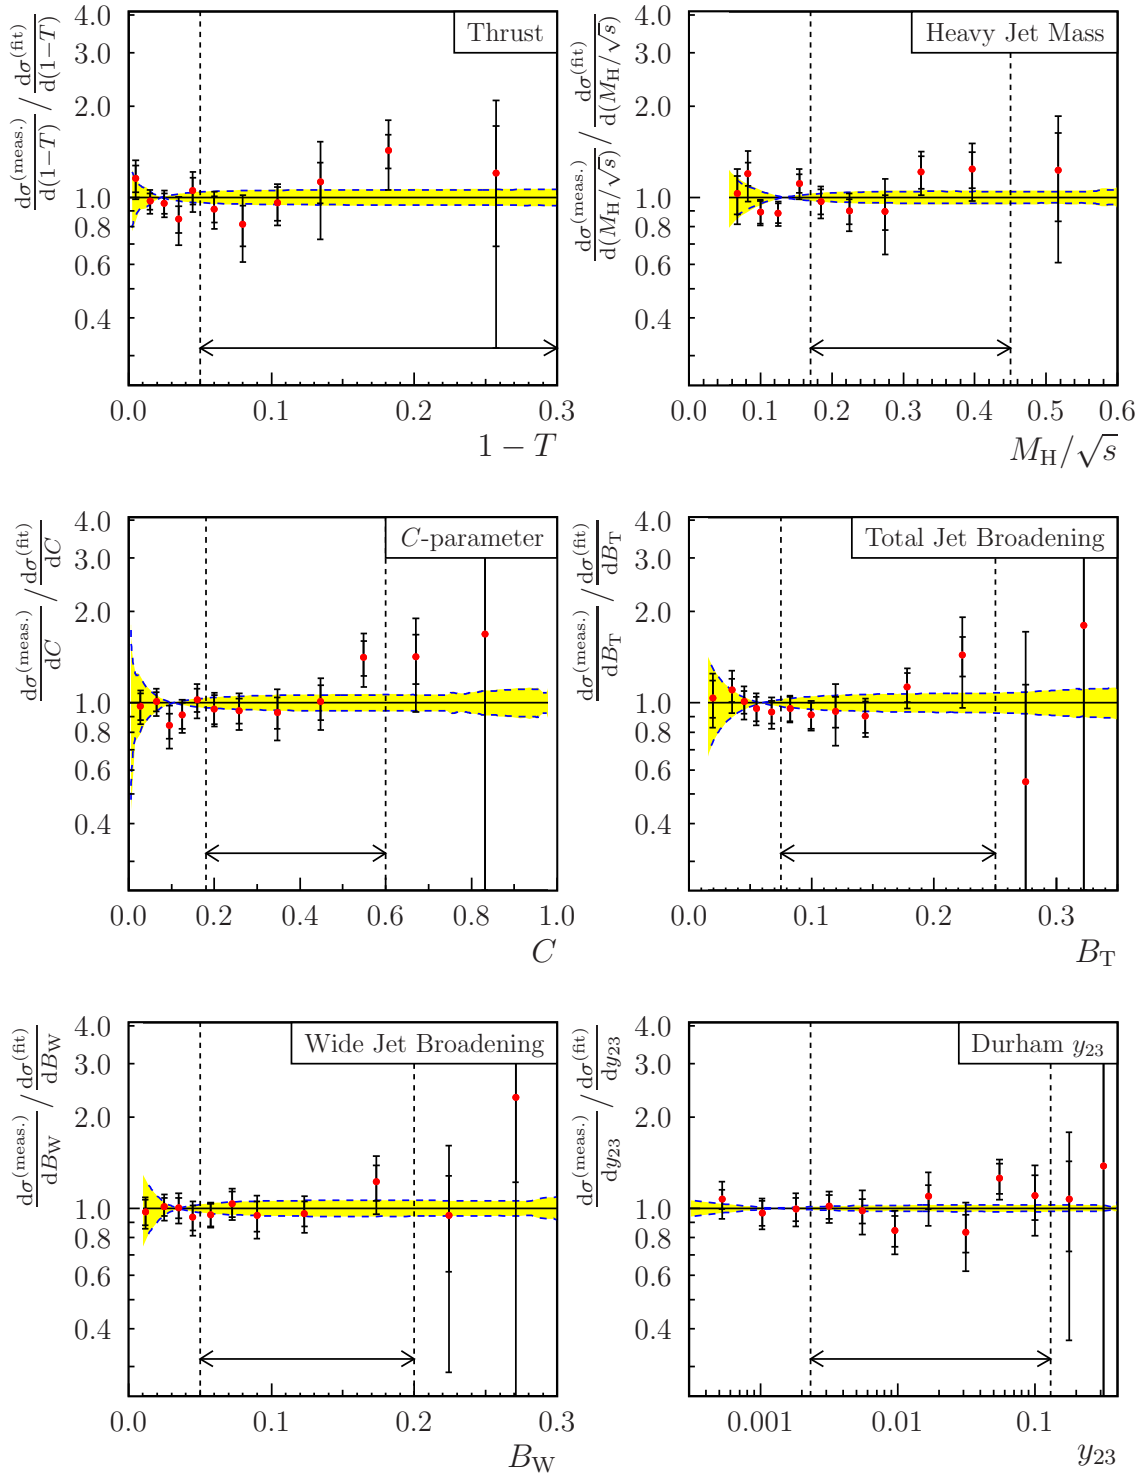 Thrust
dσ^(meas.)/d(1−T) / dσ^(fit)/d(1−T)
4.0
3.0
2.0
1.0
0.8
0.6
0.4
0.0 0.1 0.2 0.3
1 − T
Heavy Jet Mass
dσ^(meas.)/d(M_H/√s) / dσ^(fit)/d(M_H/√s)
4.0
3.0
2.0
1.0
0.8
0.6
0.4
0.0 0.1 0.2 0.3 0.4 0.5 0.6
M_H/√s
C-parameter
dσ^(meas.)/dC / dσ^(fit)/dC
4.0
3.0
2.0
1.0
0.8
0.6
0.4
0.0 0.2 0.4 0.6 0.8 1.0
C
Total Jet Broadening
dσ^(meas.)/dB_T / dσ^(fit)/dB_T
4.0
3.0
2.0
1.0
0.8
0.6
0.4
0.0 0.1 0.2 0.3
B_T
Wide Jet Broadening
dσ^(meas.)/dB_W / dσ^(fit)/dB_W
4.0
3.0
2.0
1.0
0.8
0.6
0.4
0.0 0.1 0.2 0.3
B_W
Durham y_23
dσ^(meas.)/dy_23 / dσ^(fit)/dy_23
4.0
3.0
2.0
1.0
0.8
0.6
0.4
0.001 0.01 0.1
y_23